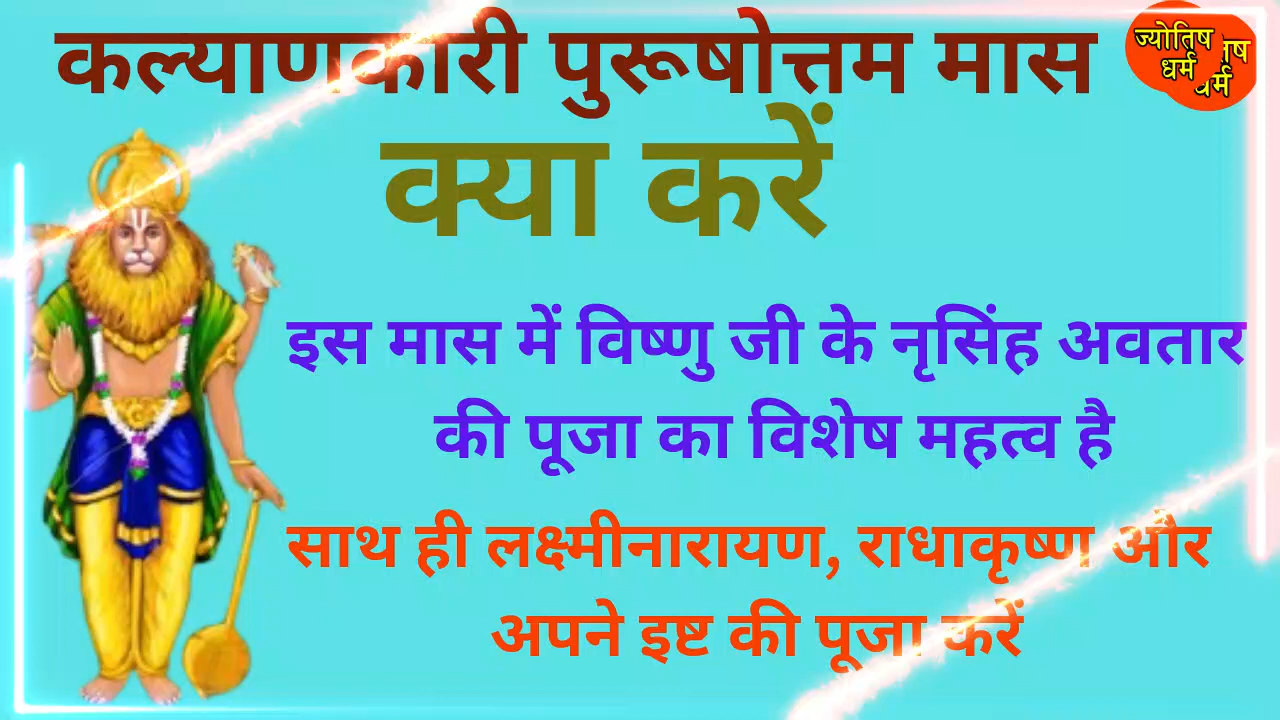 कल्याणकारी पुरूषोत्तम मास
ज्योतिष
धर्म
क्या करें
इस मास में विष्णु जी के नृसिंह अवतार
की पूजा का विशेष महत्व है
साथ ही लक्ष्मीनारायण, राधाकृष्ण और
अपने इष्ट की पूजा करें